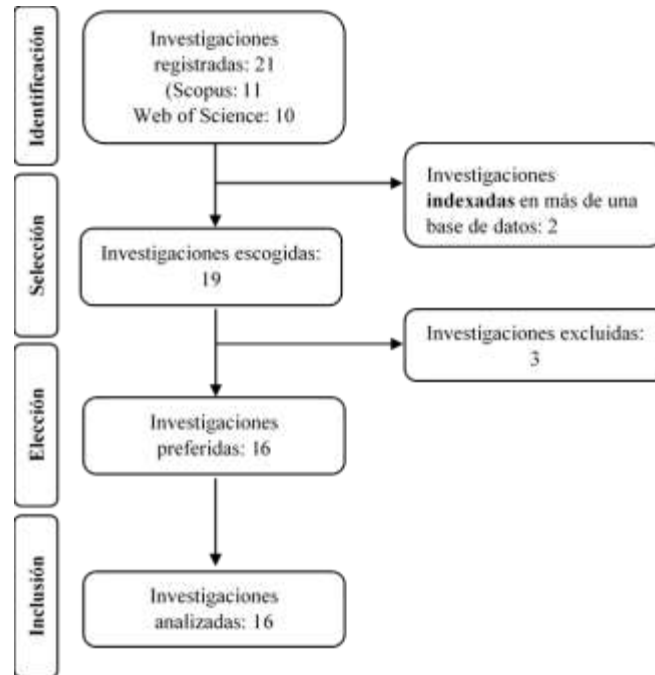 Identificación
Investigaciones
registradas: 21
(Scopus: 11
Web of Science: 10
Investigaciones
indexadas en más de una
base de datos: 2
Selección
Investigaciones escogidas:
19
Investigaciones excluidas:
3
Elección
Investigaciones
preferidas: 16
Inclusión
Investigaciones
analizadas: 16